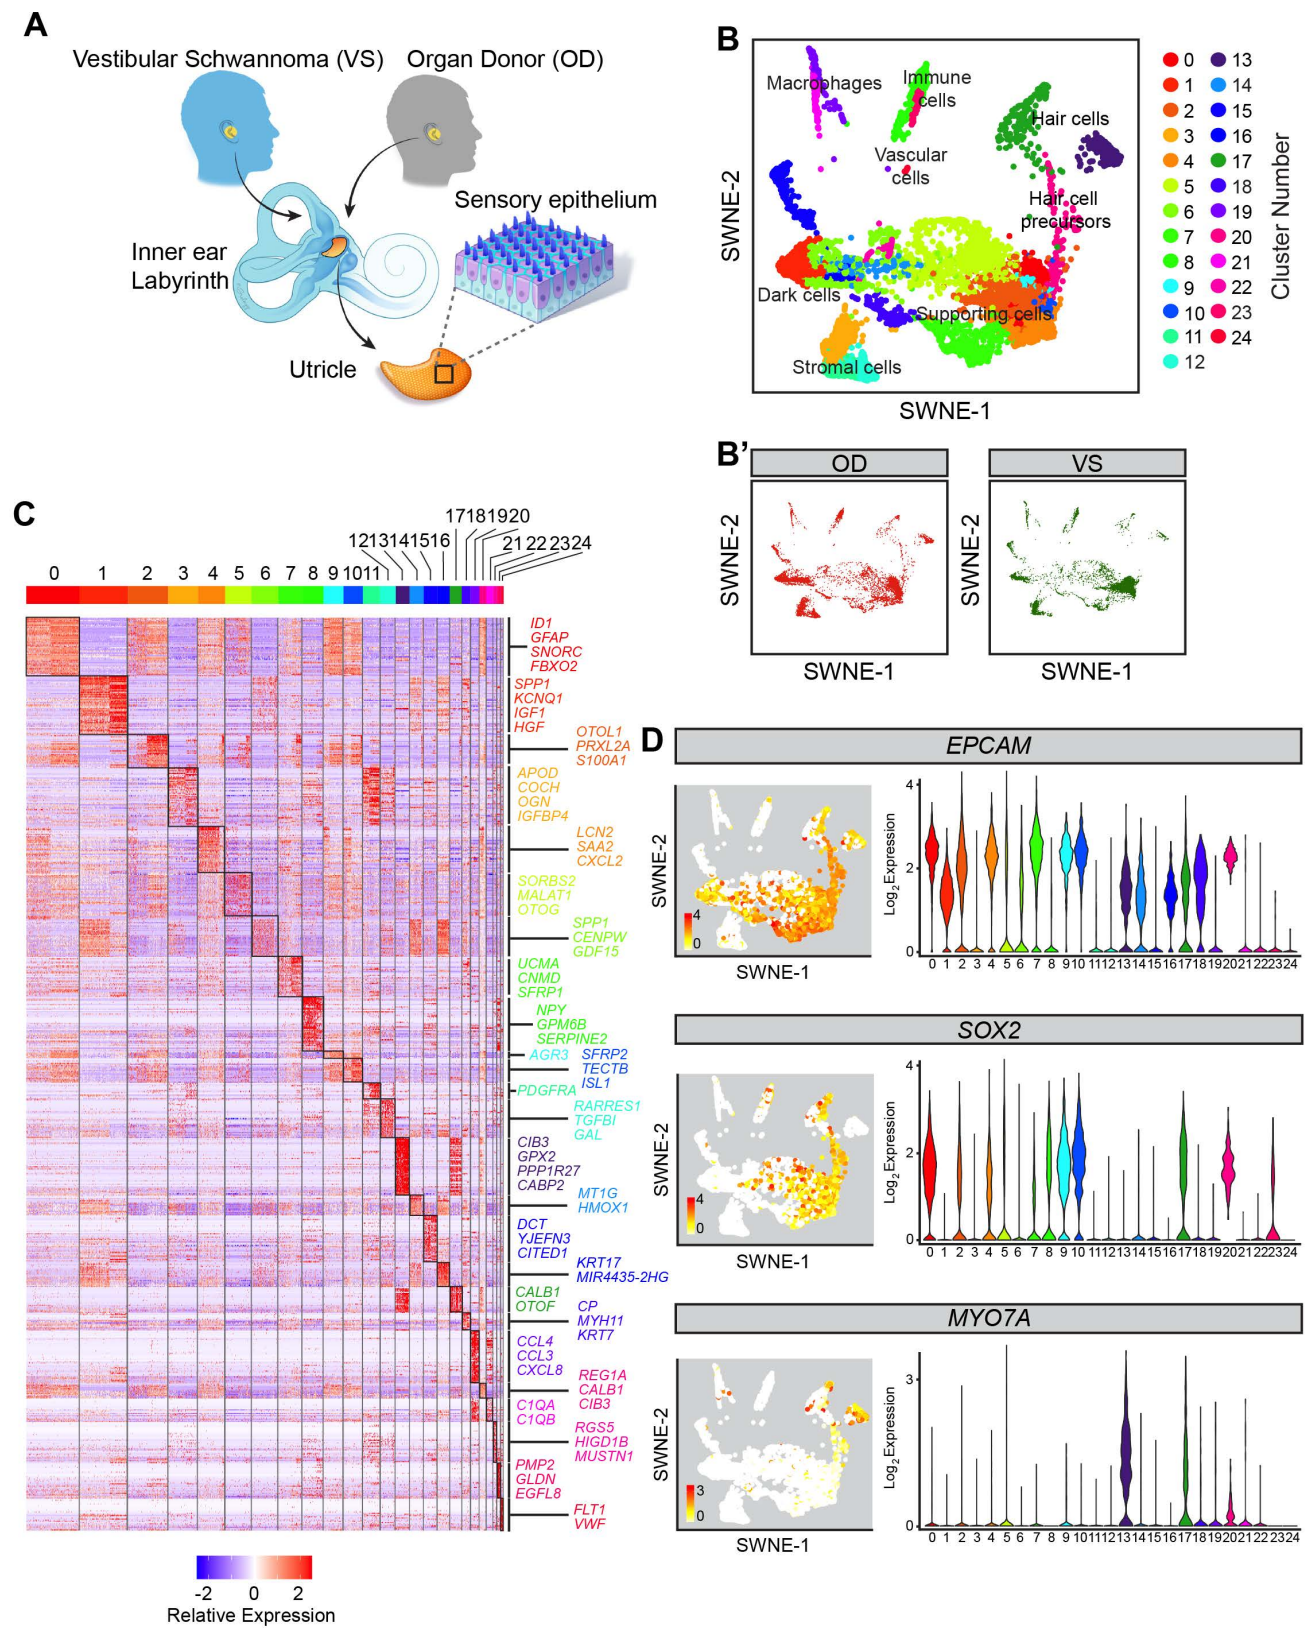 A
Vestibular Schwannoma (VS)
Organ Donor (OD)
Sensory epithelium
Inner ear
Labyrinth
Utricle
B
Macrophages
Immune
cells
Vascular
cells
Hair cells
Hair cell
precursors
Dark cells
Supporting cells
Stromal cells
SWNE-2
SWNE-1
0
1
2
3
4
5
6
7
8
9
10
11
12
13
14
15
16
17
18
19
20
21
22
23
24
Cluster Number
B’
OD
VS
SWNE-2
SWNE-2
SWNE-1
SWNE-1
C
17 18 19 20
12 13 14 15 16
21 22 23 24
0 1 2 3 4 5 6 7 8 9 10 11
ID1
GFAP
SNORC
FBXO2
SPP1
KCNQ1
IGF1
HGF
OTOL1
PRXL2A
S100A1
APOD
COCH
OGN
IGFBP4
LCN2
SAA2
CXCL2
SORBS2
MALAT1
OTOG
SPP1
CENPW
GDF15
UCMA
CNMD
SFRP1
NPY
GPM6B
SERPINE2
AGR3
SFRP2
TECTB
ISL1
PDGFRA
RARRES1
TGFBI
GAL
CIB3
GPX2
PPP1R27
CABP2
MT1G
HMOX1
DCT
YJEFN3
CITED1
KRT17
MIR4435-2HG
CALB1
OTOF
CP
MYH11
KRT7
CCL4
CCL3
CXCL8
REG1A
CALB1
CIB3
C1QA
C1QB
RGS5
HIGD1B
MUSTN1
PMP2
GLDN
EGFL8
FLT1
VWF
-2 0 2
Relative Expression
D
EPCAM
SWNE-2
4
0
SWNE-1
Log2 Expression
4
2
0
0 1 2 3 4 5 6 7 8 9 10 11 12 13 14 15 16 17 18 19 20 21 22 23 24
SOX2
SWNE-2
4
0
SWNE-1
Log2 Expression
4
2
0
0 1 2 3 4 5 6 7 8 9 10 11 12 13 14 15 16 17 18 19 20 21 22 23 24
MYO7A
SWNE-2
3
0
SWNE-1
Log2 Expression
3
0
0 1 2 3 4 5 6 7 8 9 10 11 12 13 14 15 16 17 18 19 20 21 22 23 24